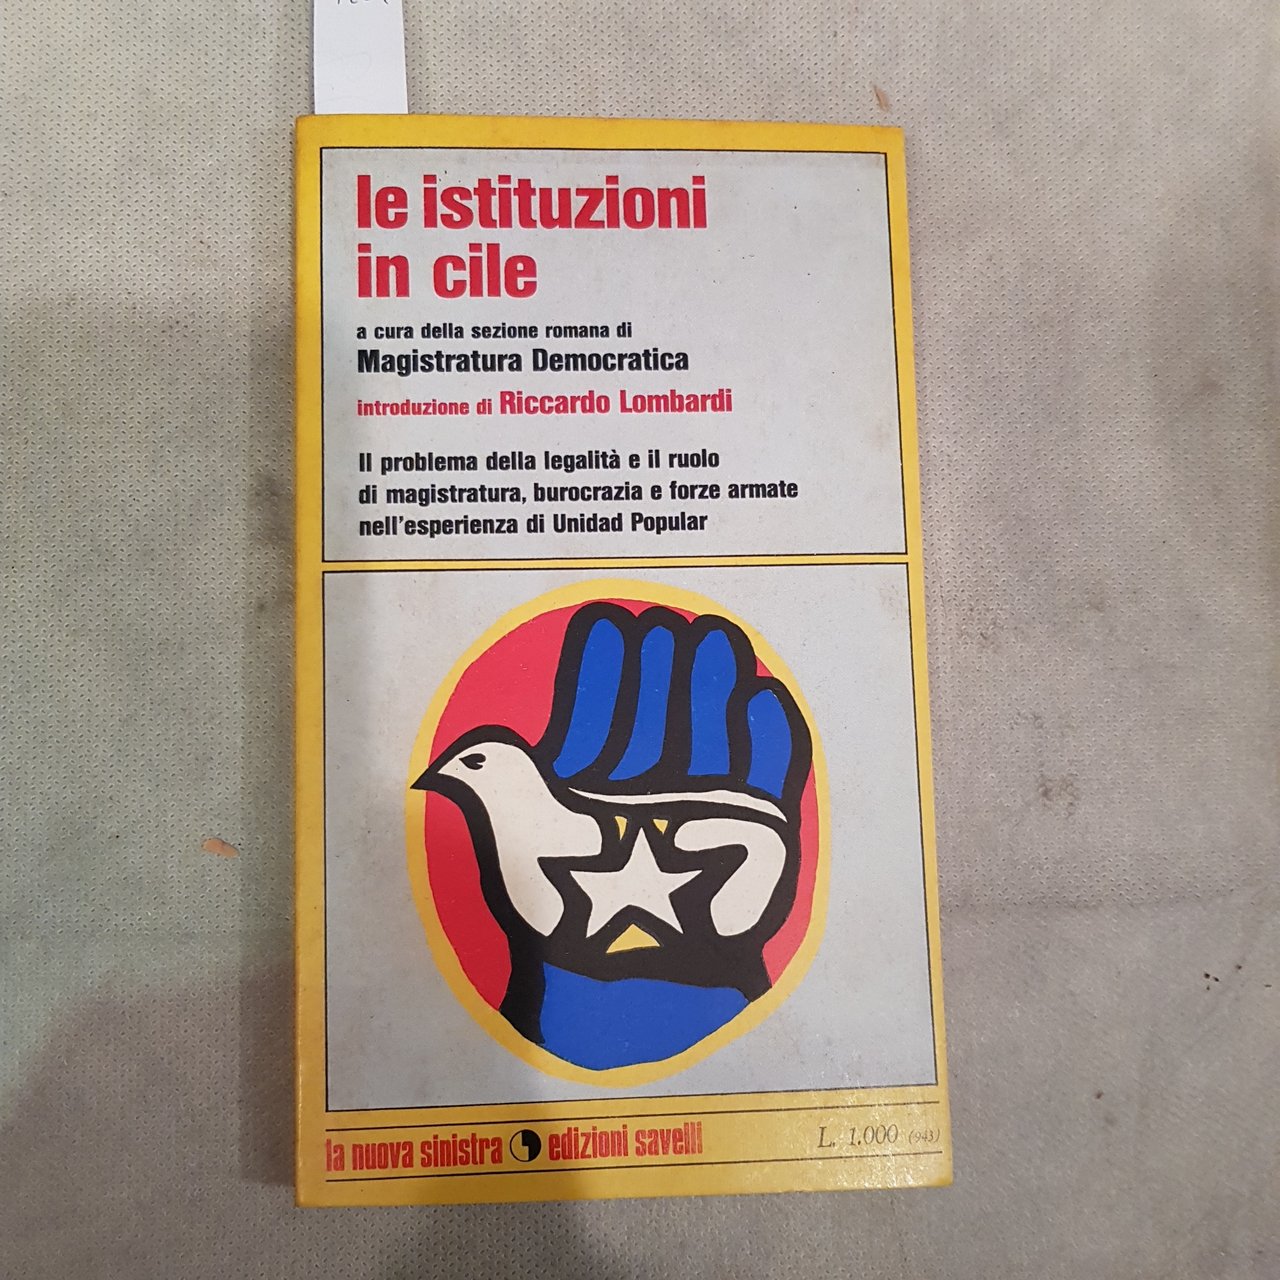 le istituzioni
in cile
a cura della sezione romana di
Magistratura Democratica
introduzione di Riccardo Lombardi
Il problema della legalità e il ruolo
di magistratura, burocrazia e forze armate
nell'esperienza di Unidad Popular
la nuova sinistra edizioni savelli
L. 1.000 (943)